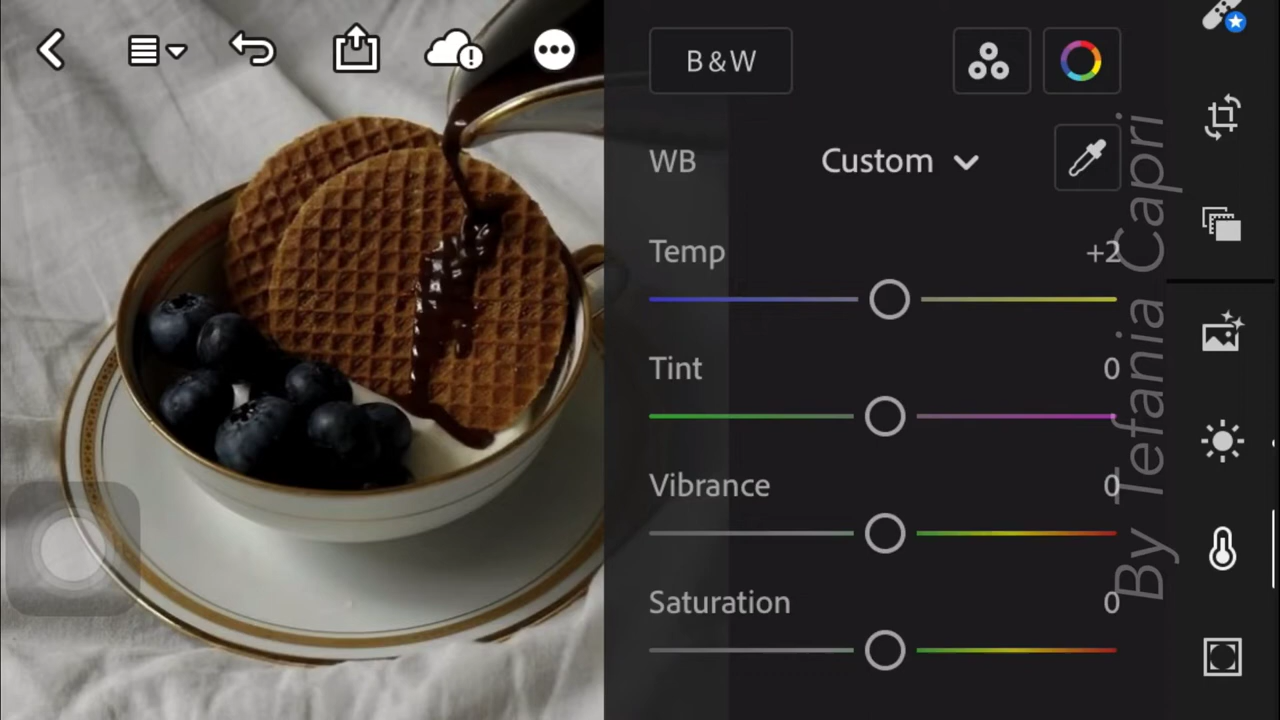 B&W
WB Custom
Temp +2
Tint 0
Vibrance 0
Saturation 0
By Tefania Capri